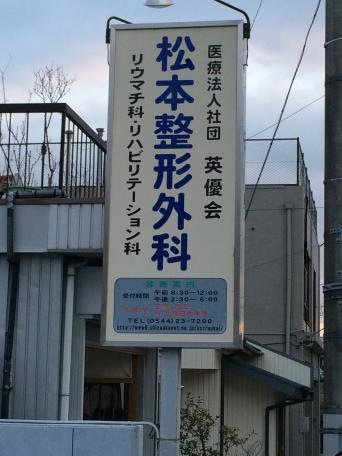 医療法人社団 英優会
松本整形外科
リウマチ科・リハビリテーション科
診療案内
受付時間 午前 8:30〜12:00
午後 2:30〜6:00
TEL(0544)23-7200